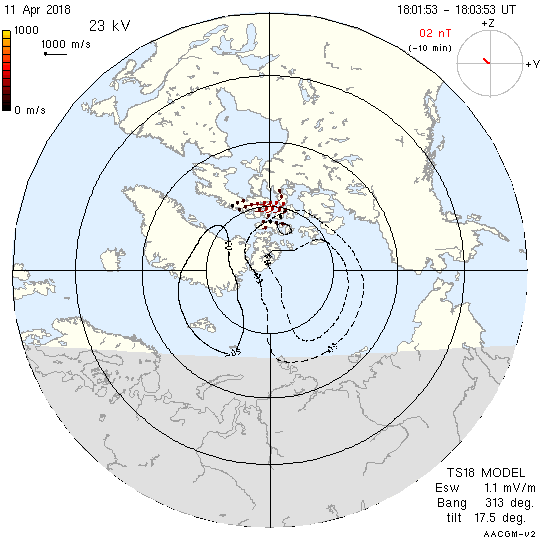 11 Apr 2018
18:01:53 - 18:03:53 UT
1000
0 m/s
1000 m/s
23 kV
02 nT
(-10 min)
+Z
+Y
TS18 MODEL
Esw 1.1 mV/m
Bang 313 deg.
tilt 17.5 deg.
AACGM-v2